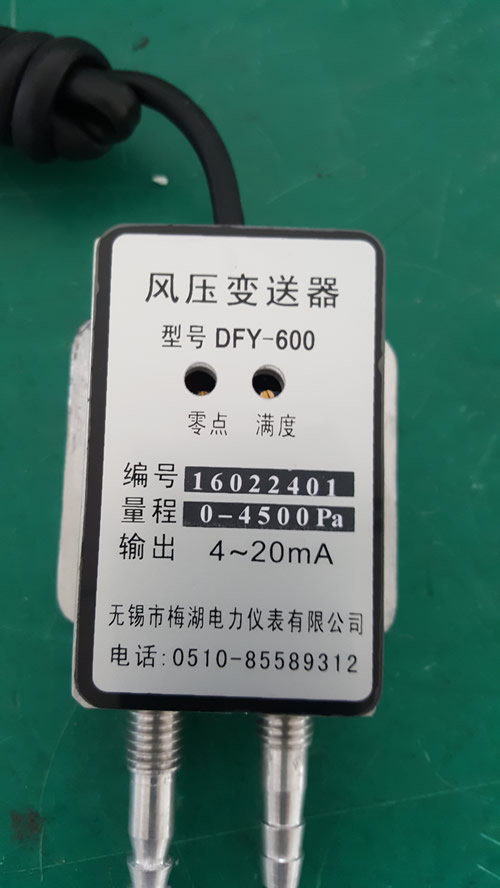 风压变送器
型号 DFY-600
零点 满度
编号 16022401
量程 0-4500Pa
输出 4~20mA
无锡市梅湖电力仪表有限公司
电话:0510-85589312